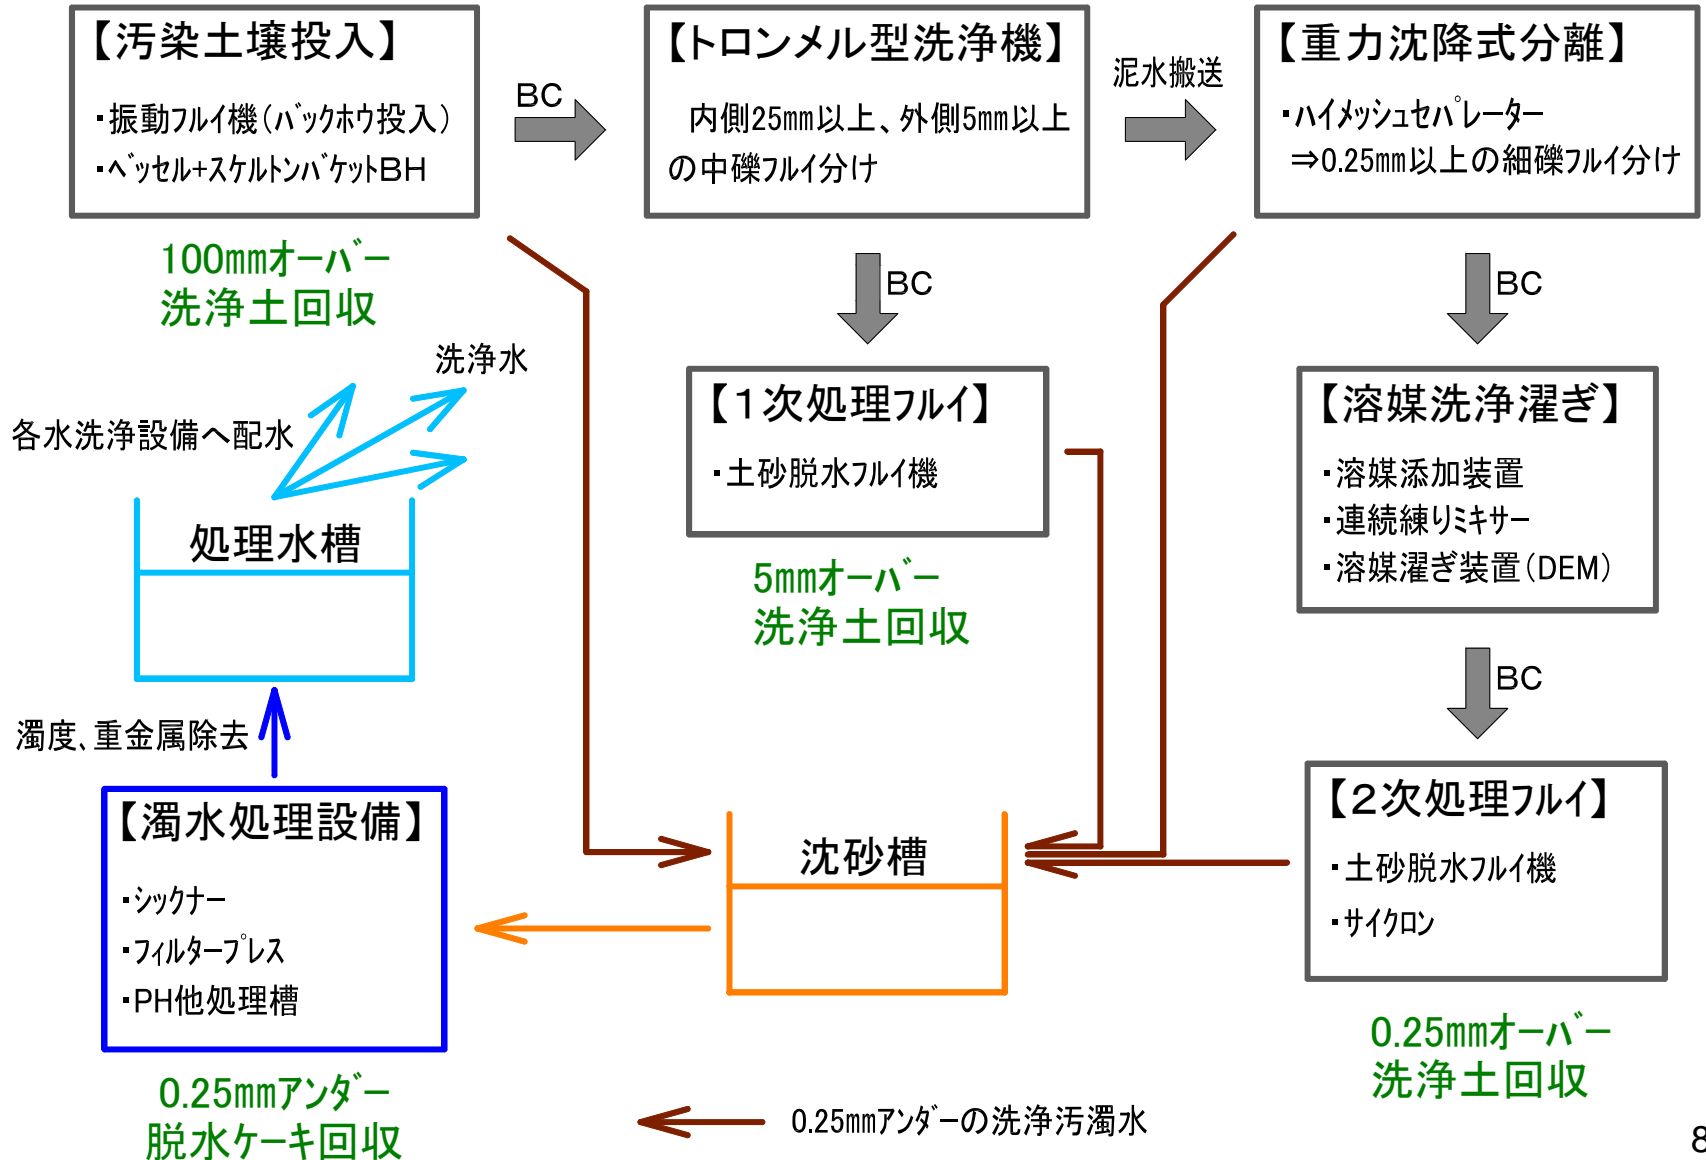 【汚染土壌投入】
・振動フルイ機(バックホウ投入)
・ベッセル+スケルトンバケットBH
100mmオーバー
洗浄土回収
BC
【トロンメル型洗浄機】
内側25mm以上、外側5mm以上
の中礫フルイ分け
泥水搬送
【重力沈降式分離】
・ハイメッシュセパレーター
⇒0.25mm以上の細礫フルイ分け
BC
BC
洗浄水
各水洗浄設備へ配水
処理水槽
【1次処理フルイ】
・土砂脱水フルイ機
5mmオーバー
洗浄土回収
【溶媒洗浄濯ぎ】
・溶媒添加装置
・連続練りミキサー
・溶媒濯ぎ装置(DEM)
BC
濁度、重金属除去
【濁水処理設備】
・シックナー
・フィルタープレス
・PH他処理槽
0.25mmアンダー
脱水ケーキ回収
沈砂槽
【2次処理フルイ】
・土砂脱水フルイ機
・サイクロン
0.25mmオーバー
洗浄土回収
0.25mmアンダーの洗浄汚濁水
8